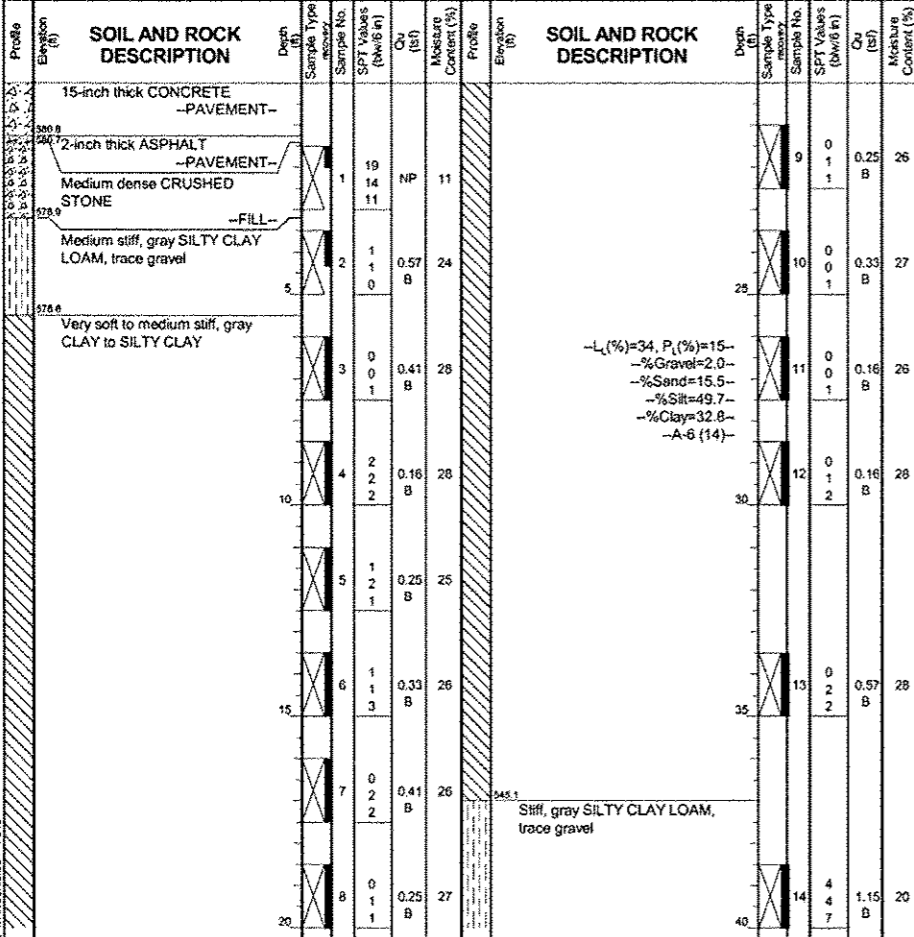 Profile
Elevation (ft)
SOIL AND ROCK DESCRIPTION
Depth (ft)
Sample Type recovery
Sample No.
SPT Values (blw/6 in)
Qu (tsf)
Moisture Content (%)
15-inch thick CONCRETE
--PAVEMENT--
580.8
580.7 2-inch thick ASPHALT
--PAVEMENT--
Medium dense CRUSHED
STONE
--FILL--
578.9
Medium stiff, gray SILTY CLAY
LOAM, trace gravel
576.6
Very soft to medium stiff, gray
CLAY to SILTY CLAY
1 19 14 11 NP 11
2 1 1 0 0.57 B 24
5
3 0 0 1 0.41 B 28
4 2 2 2 0.16 B 28
10
5 1 2 1 0.25 B 25
6 1 1 3 0.33 B 26
15
7 0 2 2 0.41 B 26
8 0 1 1 0.25 B 27
20
Profile
Elevation (ft)
SOIL AND ROCK DESCRIPTION
Depth (ft)
Sample Type recovery
Sample No.
SPT Values (blw/6 in)
Qu (tsf)
Moisture Content (%)
9 0 1 1 0.25 B 26
10 0 0 1 0.33 B 27
25
--LL(%)=34, PL(%)=15--
--%Gravel=2.0--
--%Sand=15.5--
--%Silt=49.7--
--%Clay=32.8--
--A-6 (14)--
11 0 0 1 0.16 B 26
12 0 1 2 0.16 B 28
30
13 0 2 2 0.57 B 28
35
545.1
Stiff, gray SILTY CLAY LOAM,
trace gravel
14 4 4 7 1.15 B 20
40